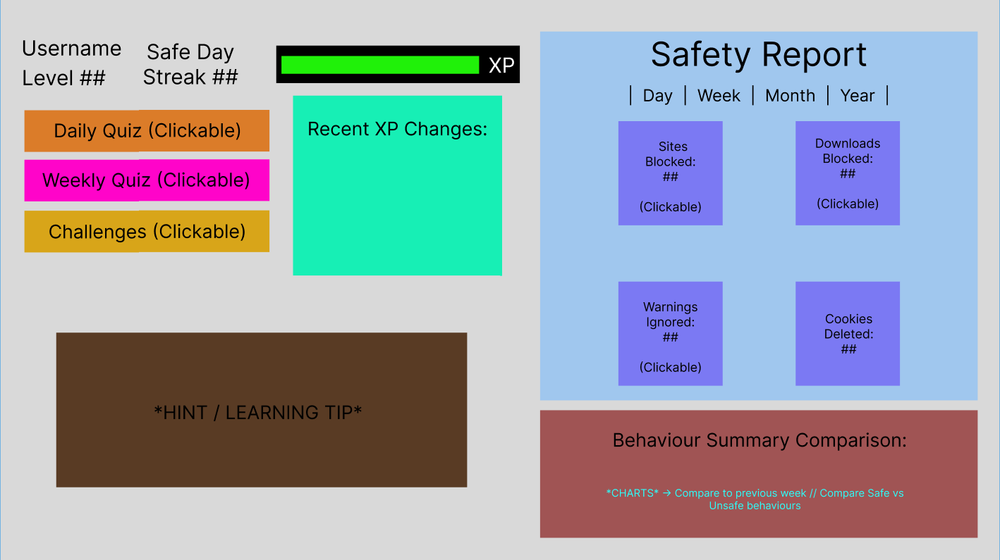 Username
Level ##
Safe Day
Streak ##
XP
Daily Quiz (Clickable)
Weekly Quiz (Clickable)
Challenges (Clickable)
Recent XP Changes:
*HINT / LEARNING TIP*
Safety Report
| Day | Week | Month | Year |
Sites
Blocked:
##
(Clickable)
Downloads
Blocked:
##
(Clickable)
Warnings
Ignored:
##
(Clickable)
Cookies
Deleted:
##
Behaviour Summary Comparison:
*CHARTS* → Compare to previous week // Compare Safe vs
Unsafe behaviours